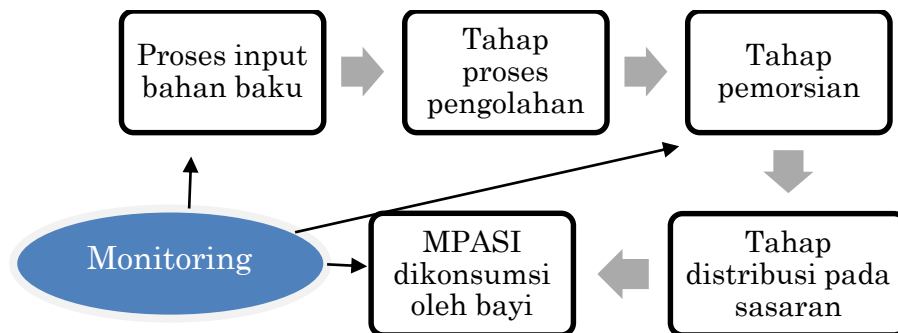 Proses input
bahan baku
Tahap
proses
pengolahan
Tahap
pemorsian
Monitoring
MPASI
dikonsumsi
oleh bayi
Tahap
distribusi pada
sasaran